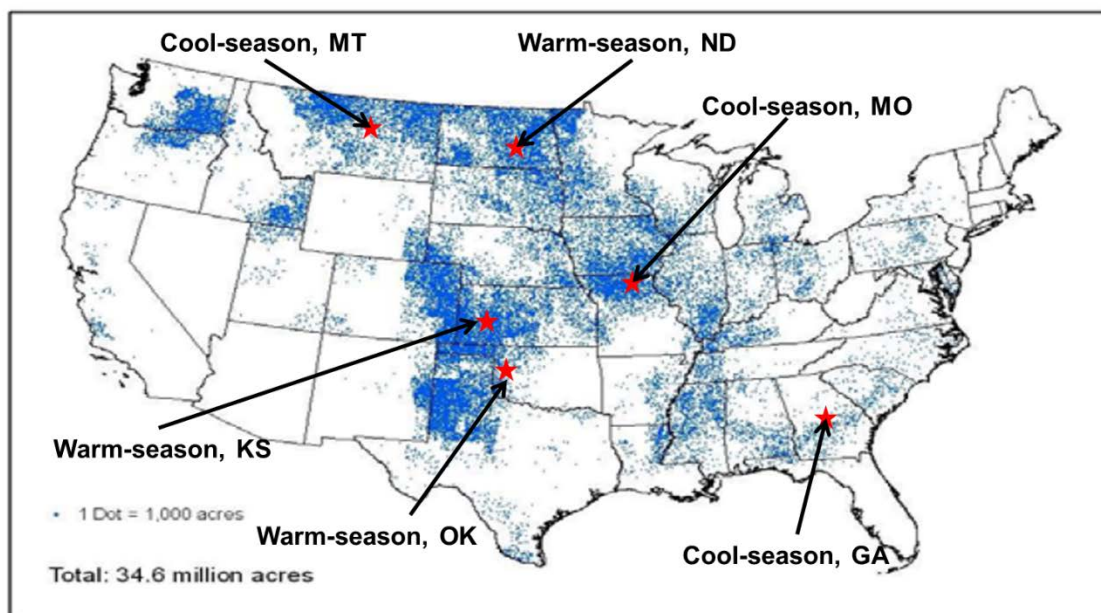 Cool-season, MT
Warm-season, ND
Cool-season, MO
Warm-season, KS
1 Dot = 1,000 acres
Warm-season, OK
Cool-season, GA
Total: 34.6 million acres